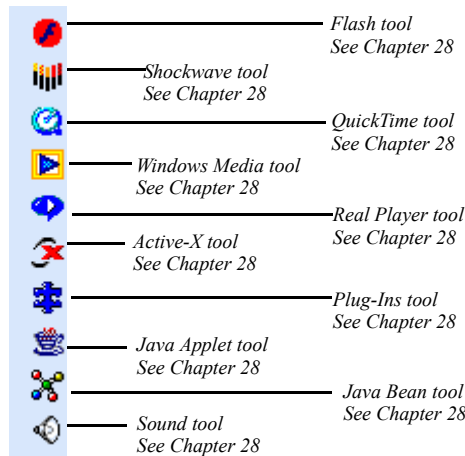 Flash tool
See Chapter 28
Shockwave tool
See Chapter 28
QuickTime tool
See Chapter 28
Windows Media tool
See Chapter 28
Real Player tool
See Chapter 28
Active-X tool
See Chapter 28
Plug-Ins tool
See Chapter 28
Java Applet tool
See Chapter 28
Java Bean tool
See Chapter 28
Sound tool
See Chapter 28